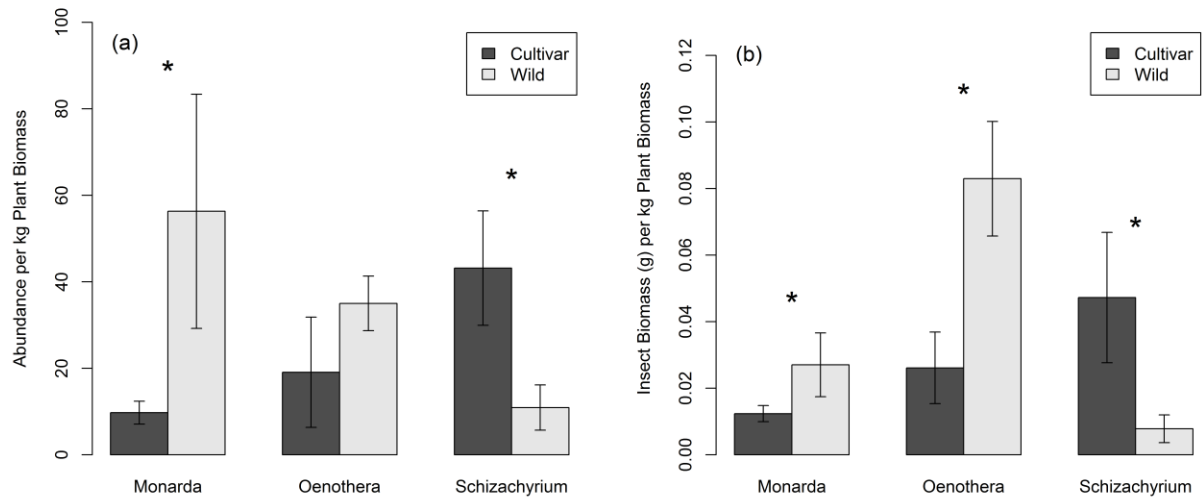 (a)
Cultivar
Wild
Abundance per kg Plant Biomass
100
80
60
40
20
0
*
*
Monarda
Oenothera
Schizachyrium
(b)
Cultivar
Wild
Insect Biomass (g) per kg Plant Biomass
0.12
0.10
0.08
0.06
0.04
0.02
0.00
*
*
*
Monarda
Oenothera
Schizachyrium